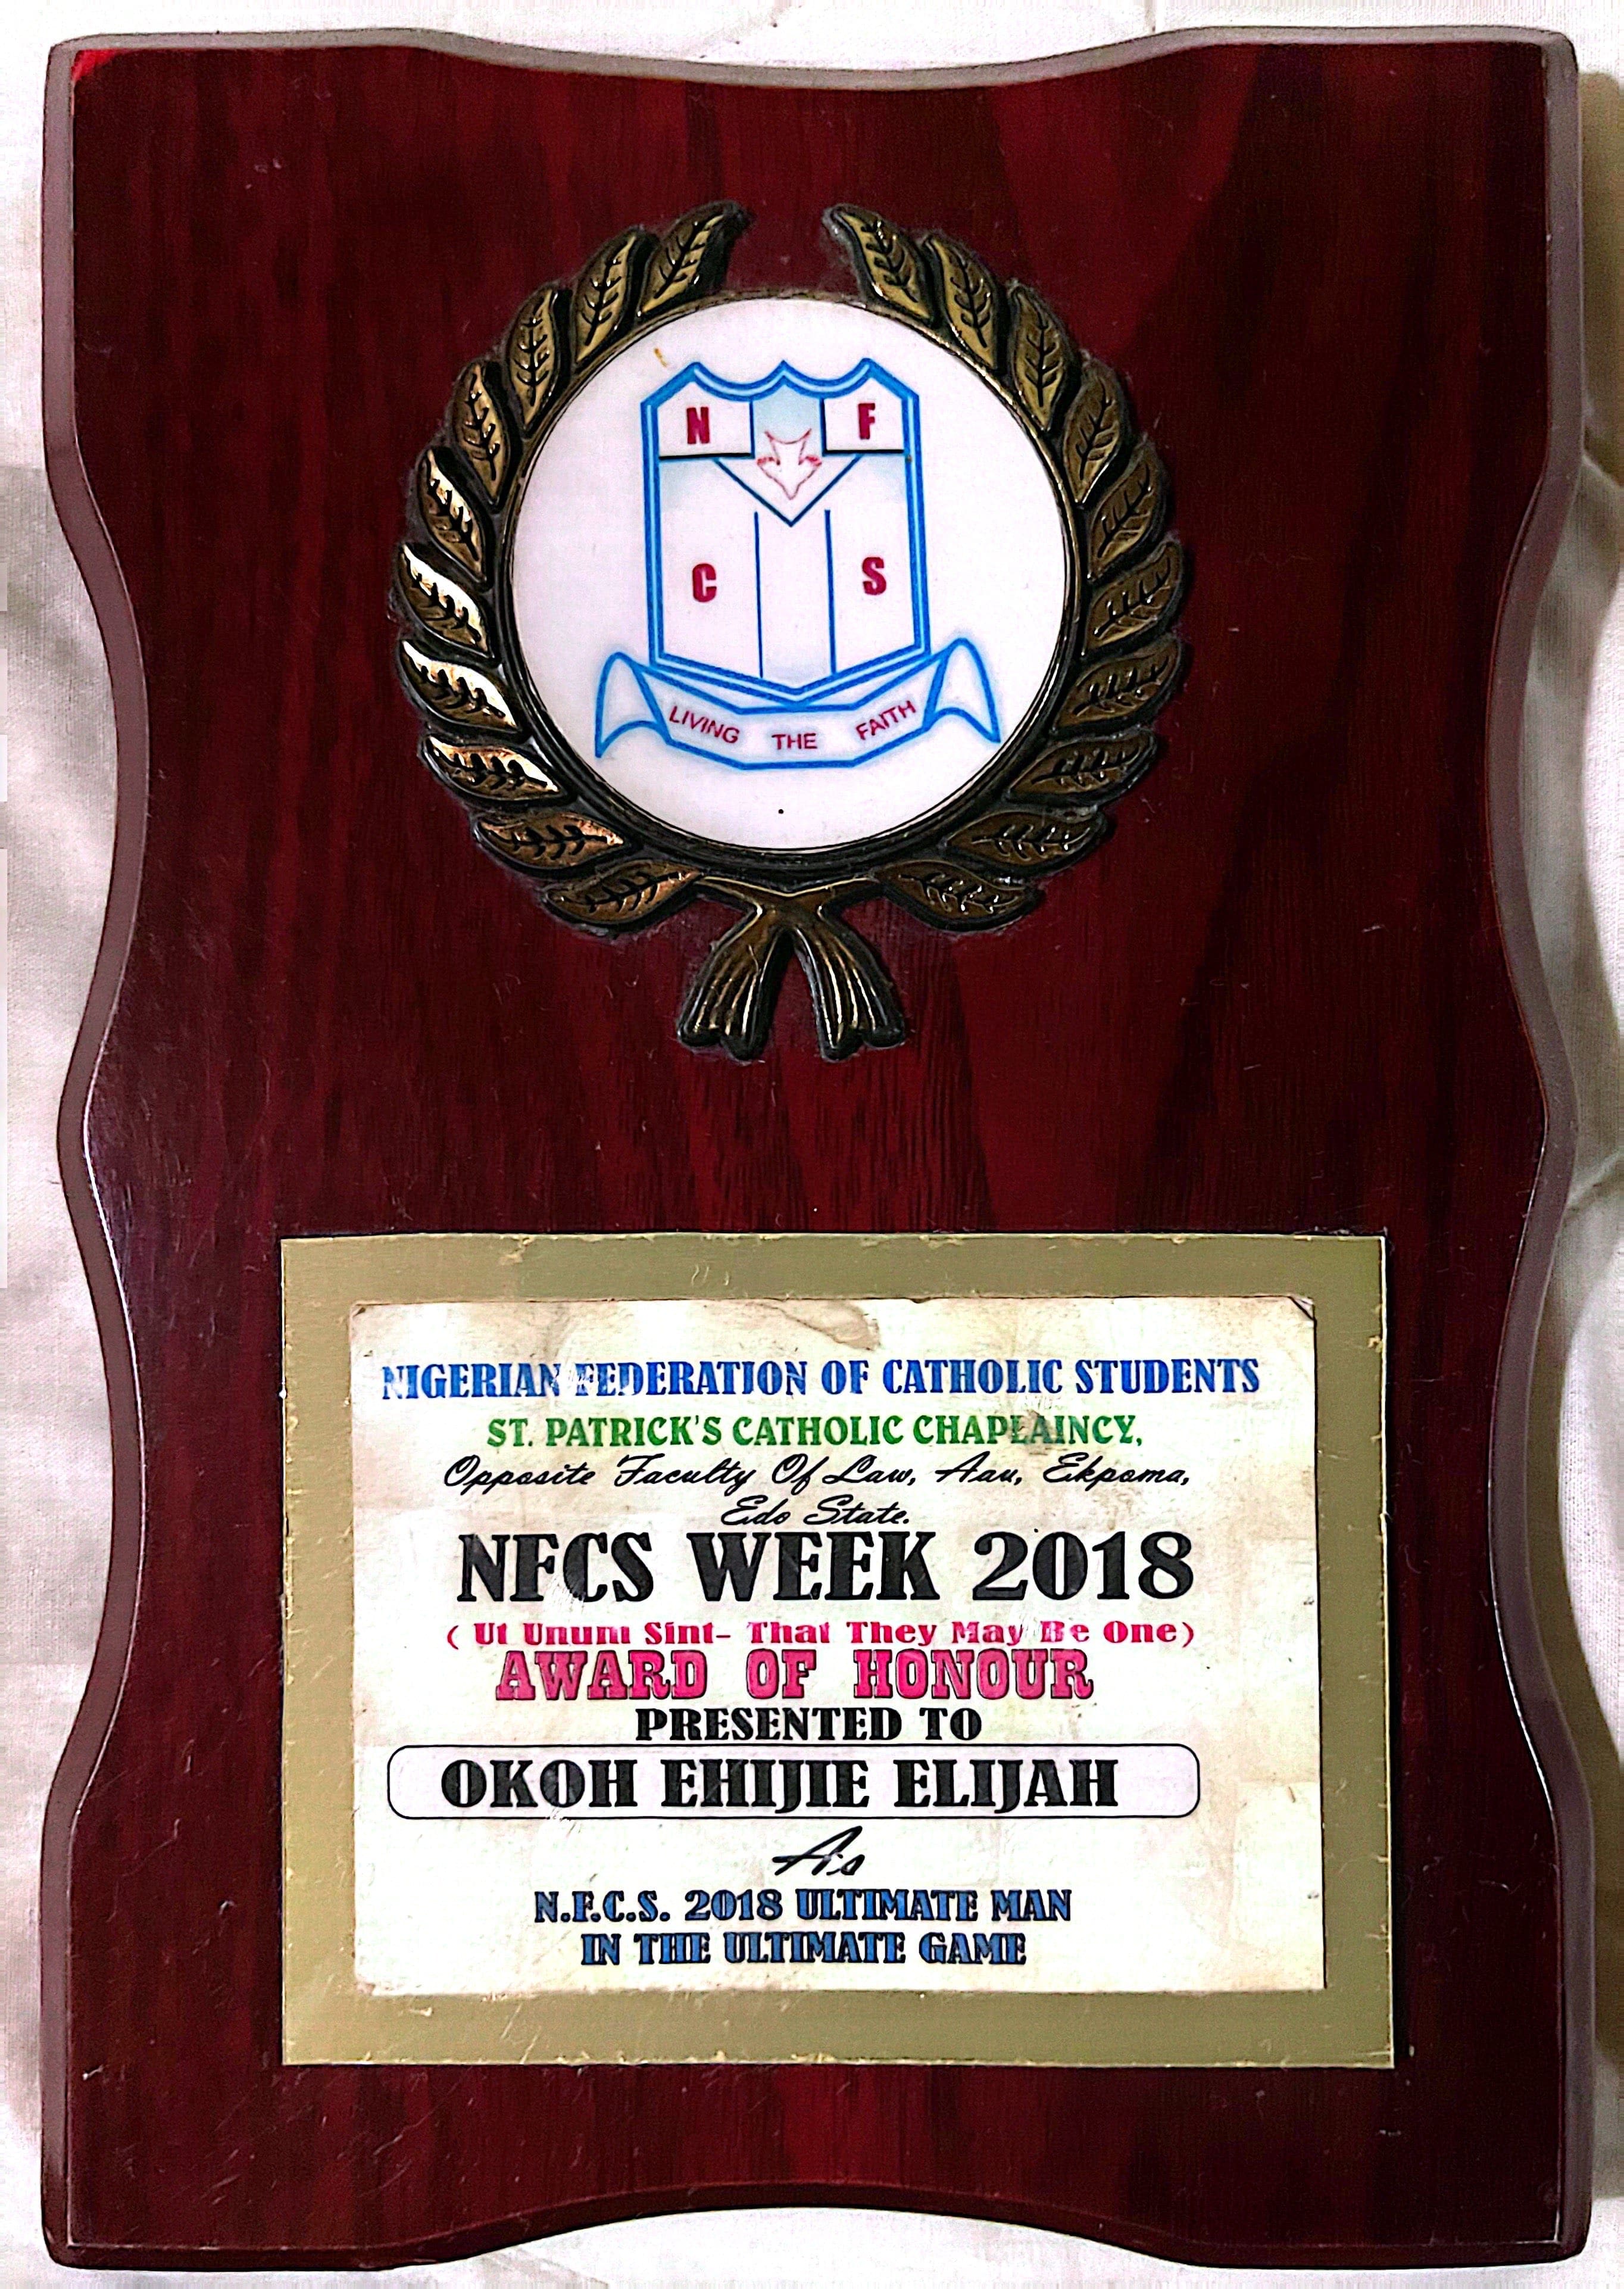 N F
C S
LIVING THE FAITH
NIGERIAN FEDERATION OF CATHOLIC STUDENTS
ST. PATRICK'S CATHOLIC CHAPLAINCY,
Opposite Faculty Of Law, Aau, Ekpoma,
Edo State.
NFCS WEEK 2018
( Ut Unum Sint- That They May Be One)
AWARD OF HONOUR
PRESENTED TO
OKOH EHIJIE ELIJAH
As
N.F.C.S. 2018 ULTIMATE MAN
IN THE ULTIMATE GAME